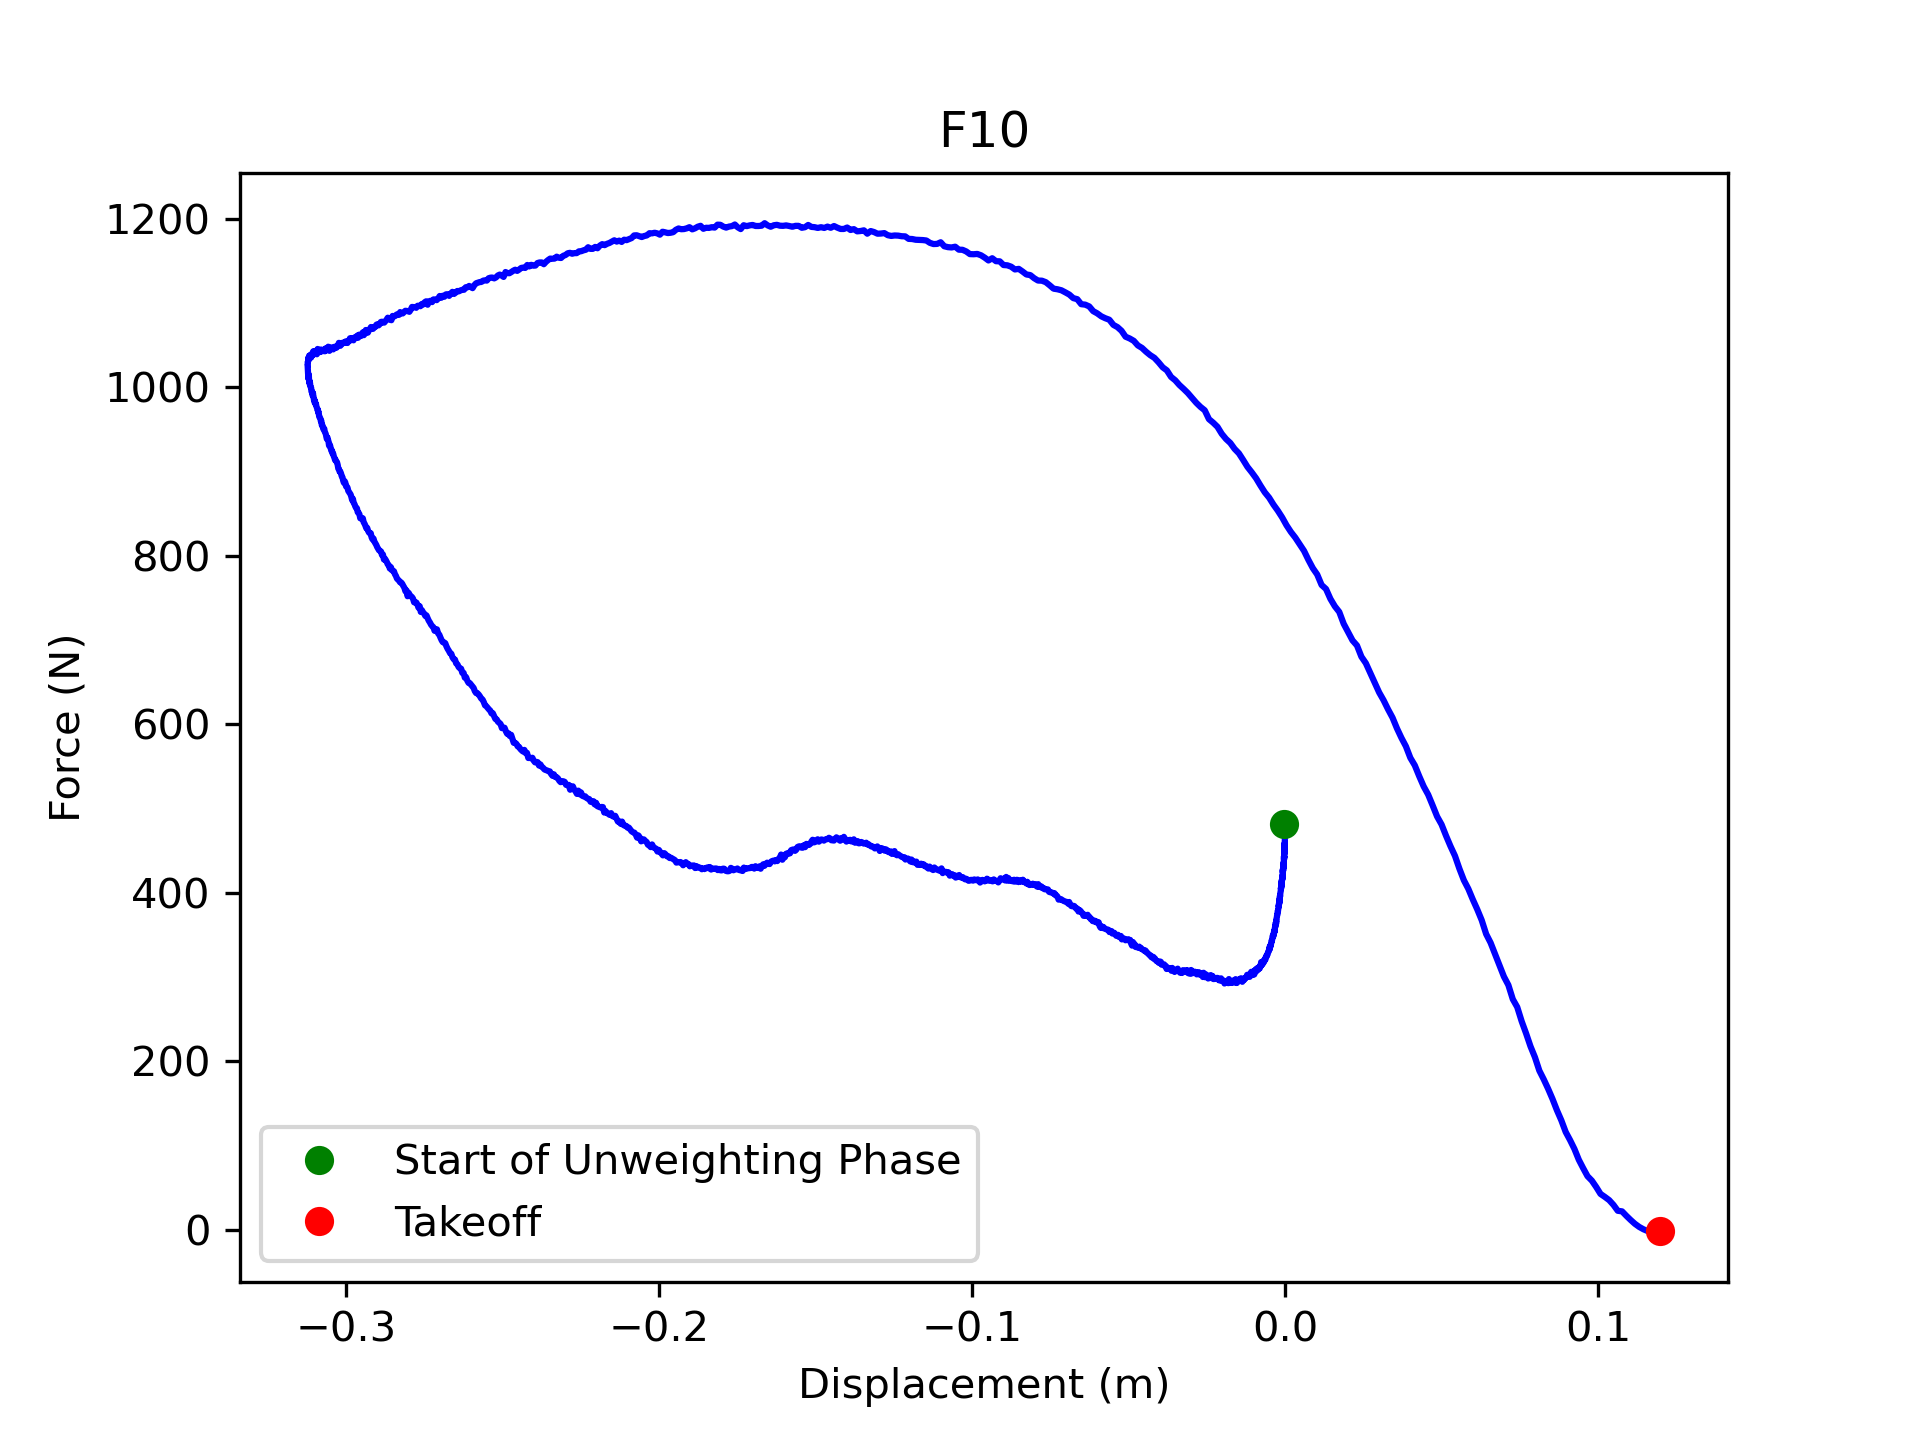 F10
1200
1000
800
600
400
200
0
Force (N)
Start of Unweighting Phase
Takeoff
−0.3
−0.2
−0.1
0.0
0.1
Displacement (m)